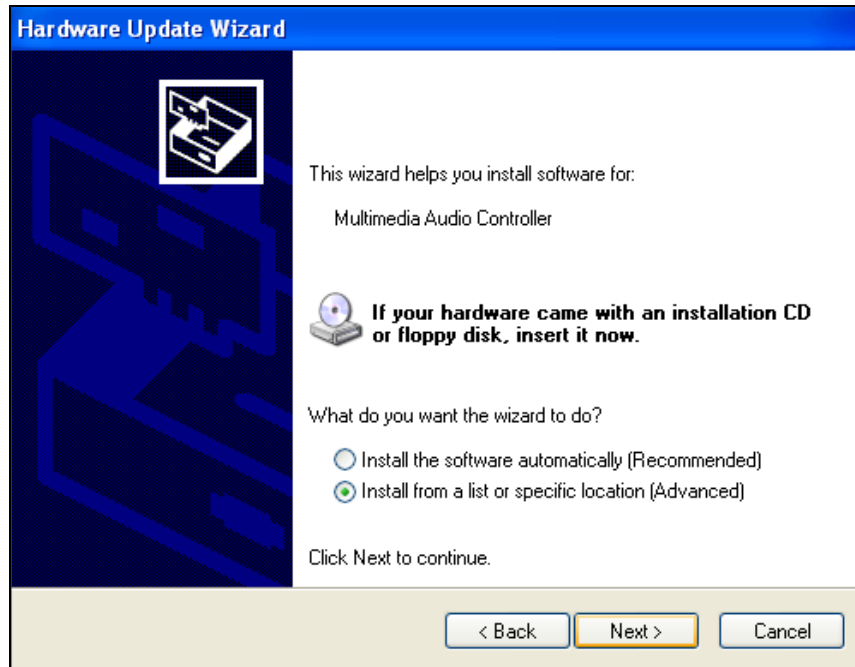 Hardware Update Wizard
This wizard helps you install software for:
Multimedia Audio Controller
If your hardware came with an installation CD
or floppy disk, insert it now.
What do you want the wizard to do?
Install the software automatically (Recommended)
Install from a list or specific location (Advanced)
Click Next to continue.
< Back
Next >
Cancel